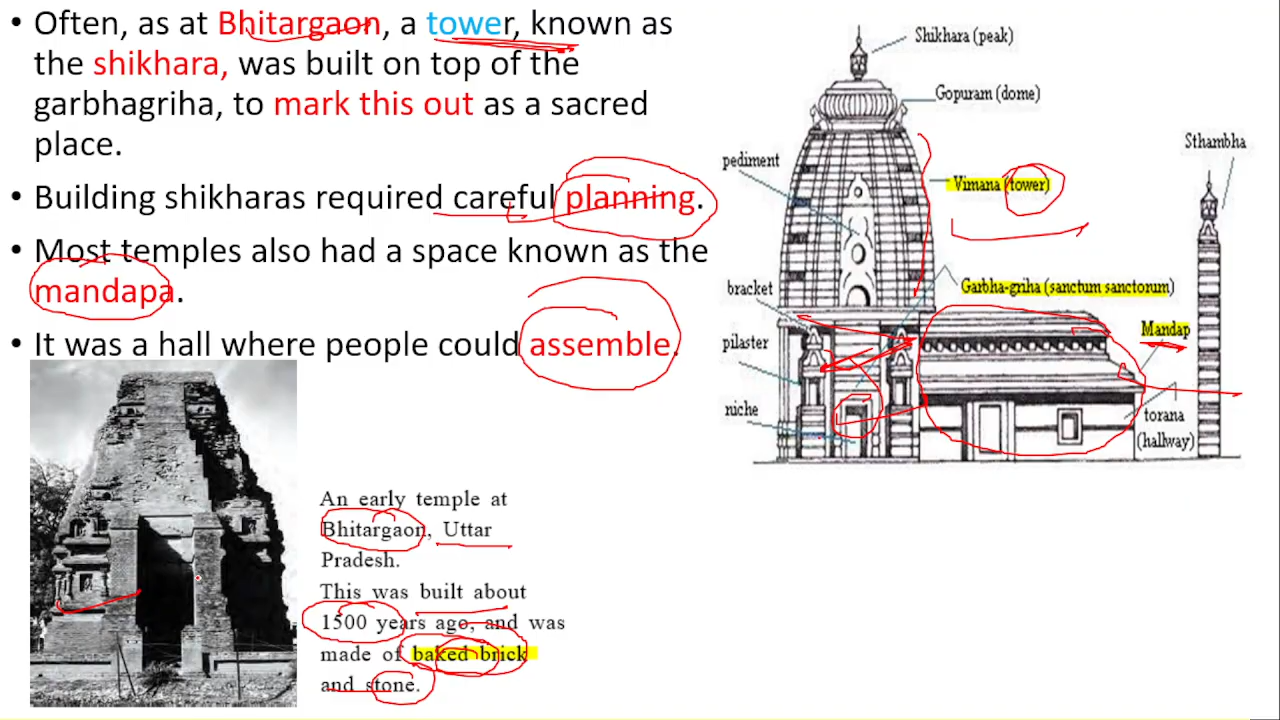 • Often, as at Bhitargaon, a tower, known as
the shikhara, was built on top of the
garbhagriha, to mark this out as a sacred
place.
• Building shikharas required careful planning.
• Most temples also had a space known as the
mandapa.
• It was a hall where people could assemble.
An early temple at
Bhitargaon, Uttar
Pradesh.
This was built about
1500 years ago, and was
made of baked brick
and stone.
Shikhara (peak)
Gopuram (dome)
Sthambha
pediment
Vimana (tower)
bracket
Garbha-griha (sanctum sanctorum)
Mandap
pilaster
niche
torana
(hallway)